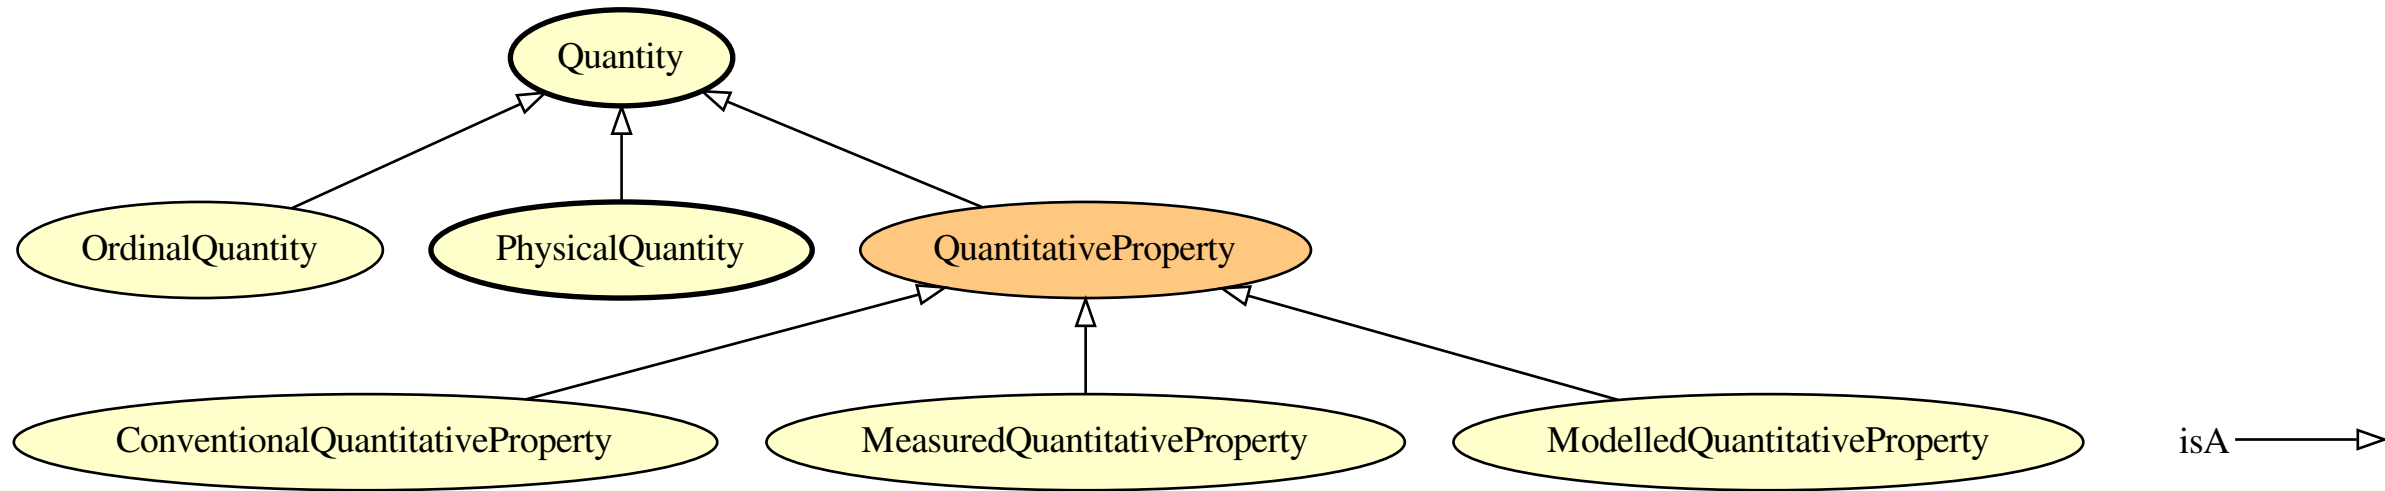 Quantity
OrdinalQuantity
PhysicalQuantity
QuantitativeProperty
ConventionalQuantitativeProperty
MeasuredQuantitativeProperty
ModelledQuantitativeProperty
isA